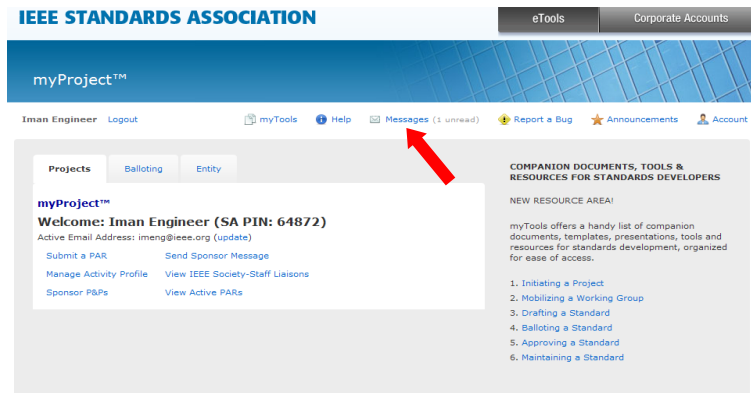 IEEE STANDARDS ASSOCIATION
eTools
Corporate Accounts
myProject™
Iman Engineer Logout
myTools
Help
Messages (1 unread)
Report a Bug
Announcements
Account
Projects
Balloting
Entity
myProject™
Welcome: Iman Engineer (SA PIN: 64872)
Active Email Address: imeng@ieee.org (update)
Submit a PAR
Send Sponsor Message
Manage Activity Profile
View IEEE Society-Staff Liaisons
Sponsor P&Ps
View Active PARs
COMPANION DOCUMENTS, TOOLS &
RESOURCES FOR STANDARDS DEVELOPERS
NEW RESOURCE AREA!
myTools offers a handy list of companion
documents, templates, presentations, tools and
resources for standards development, organized
for ease of access.
1. Initiating a Project
2. Mobilizing a Working Group
3. Drafting a Standard
4. Balloting a Standard
5. Approving a Standard
6. Maintaining a Standard